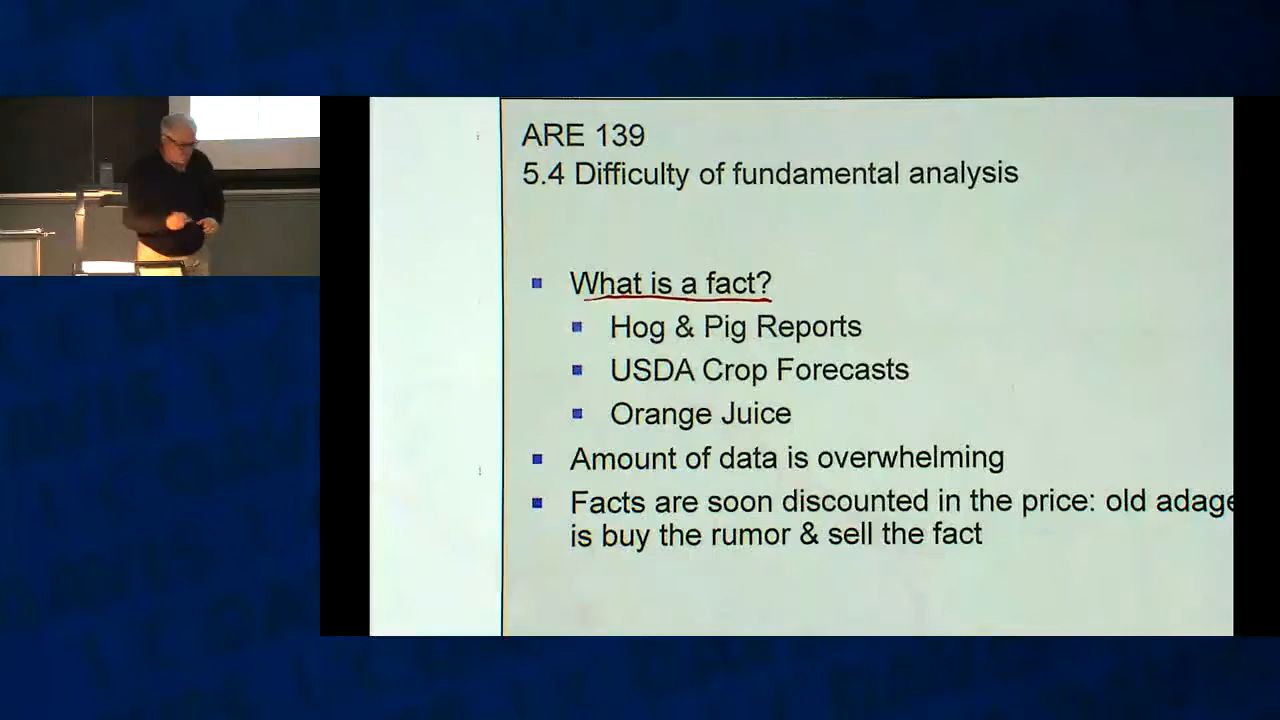 ARE 139
5.4 Difficulty of fundamental analysis
What is a fact?
Hog & Pig Reports
USDA Crop Forecasts
Orange Juice
Amount of data is overwhelming
Facts are soon discounted in the price: old adage
is buy the rumor & sell the fact